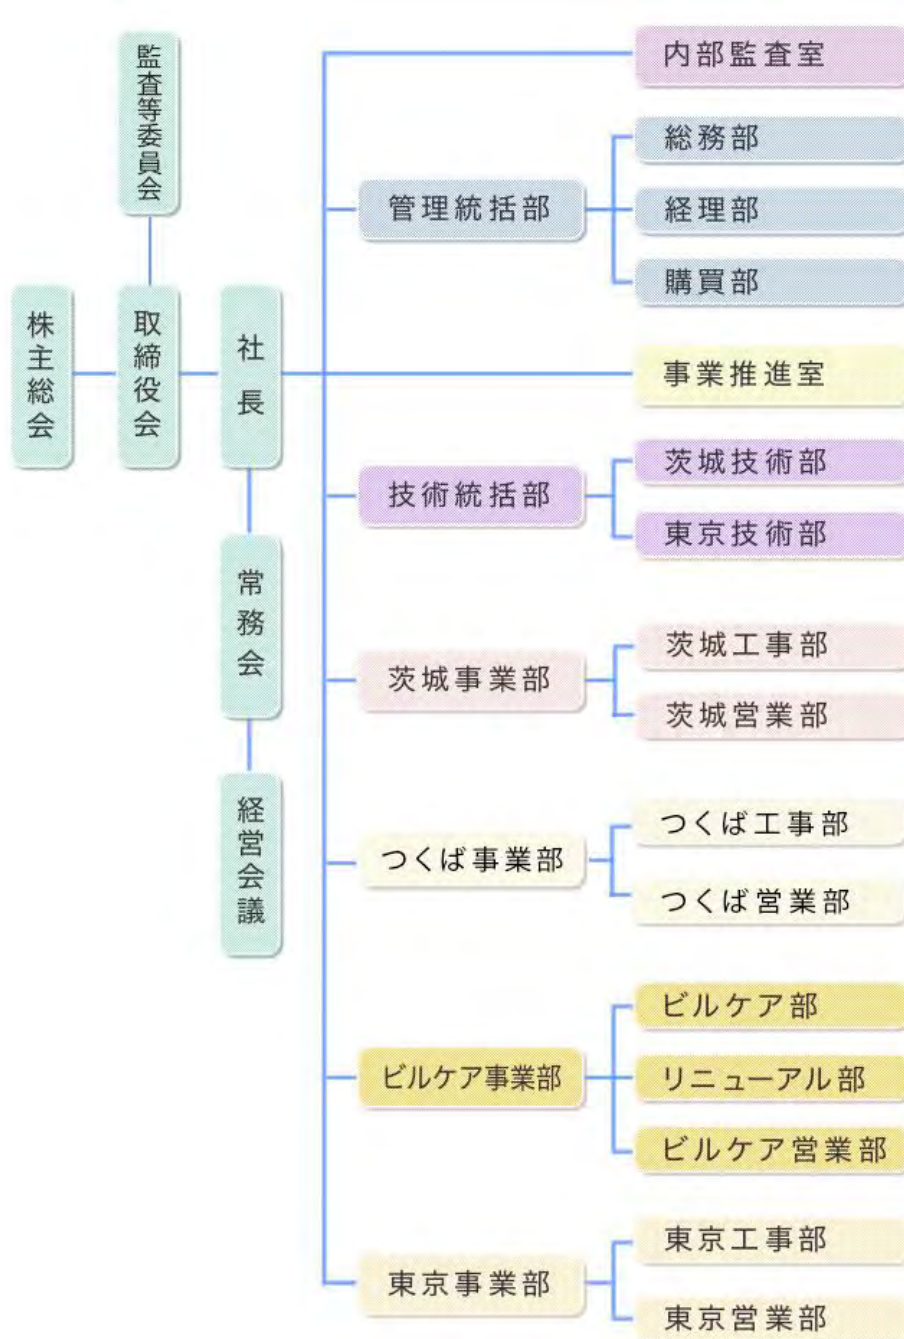 監査等委員会
株主総会
取締役会
社長
常務会
経営会議
内部監査室
管理統括部
総務部
経理部
購買部
事業推進室
技術統括部
茨城技術部
東京技術部
茨城事業部
茨城工事部
茨城営業部
つくば事業部
つくば工事部
つくば営業部
ビルケア事業部
ビルケア部
リニューアル部
ビルケア営業部
東京事業部
東京工事部
東京営業部